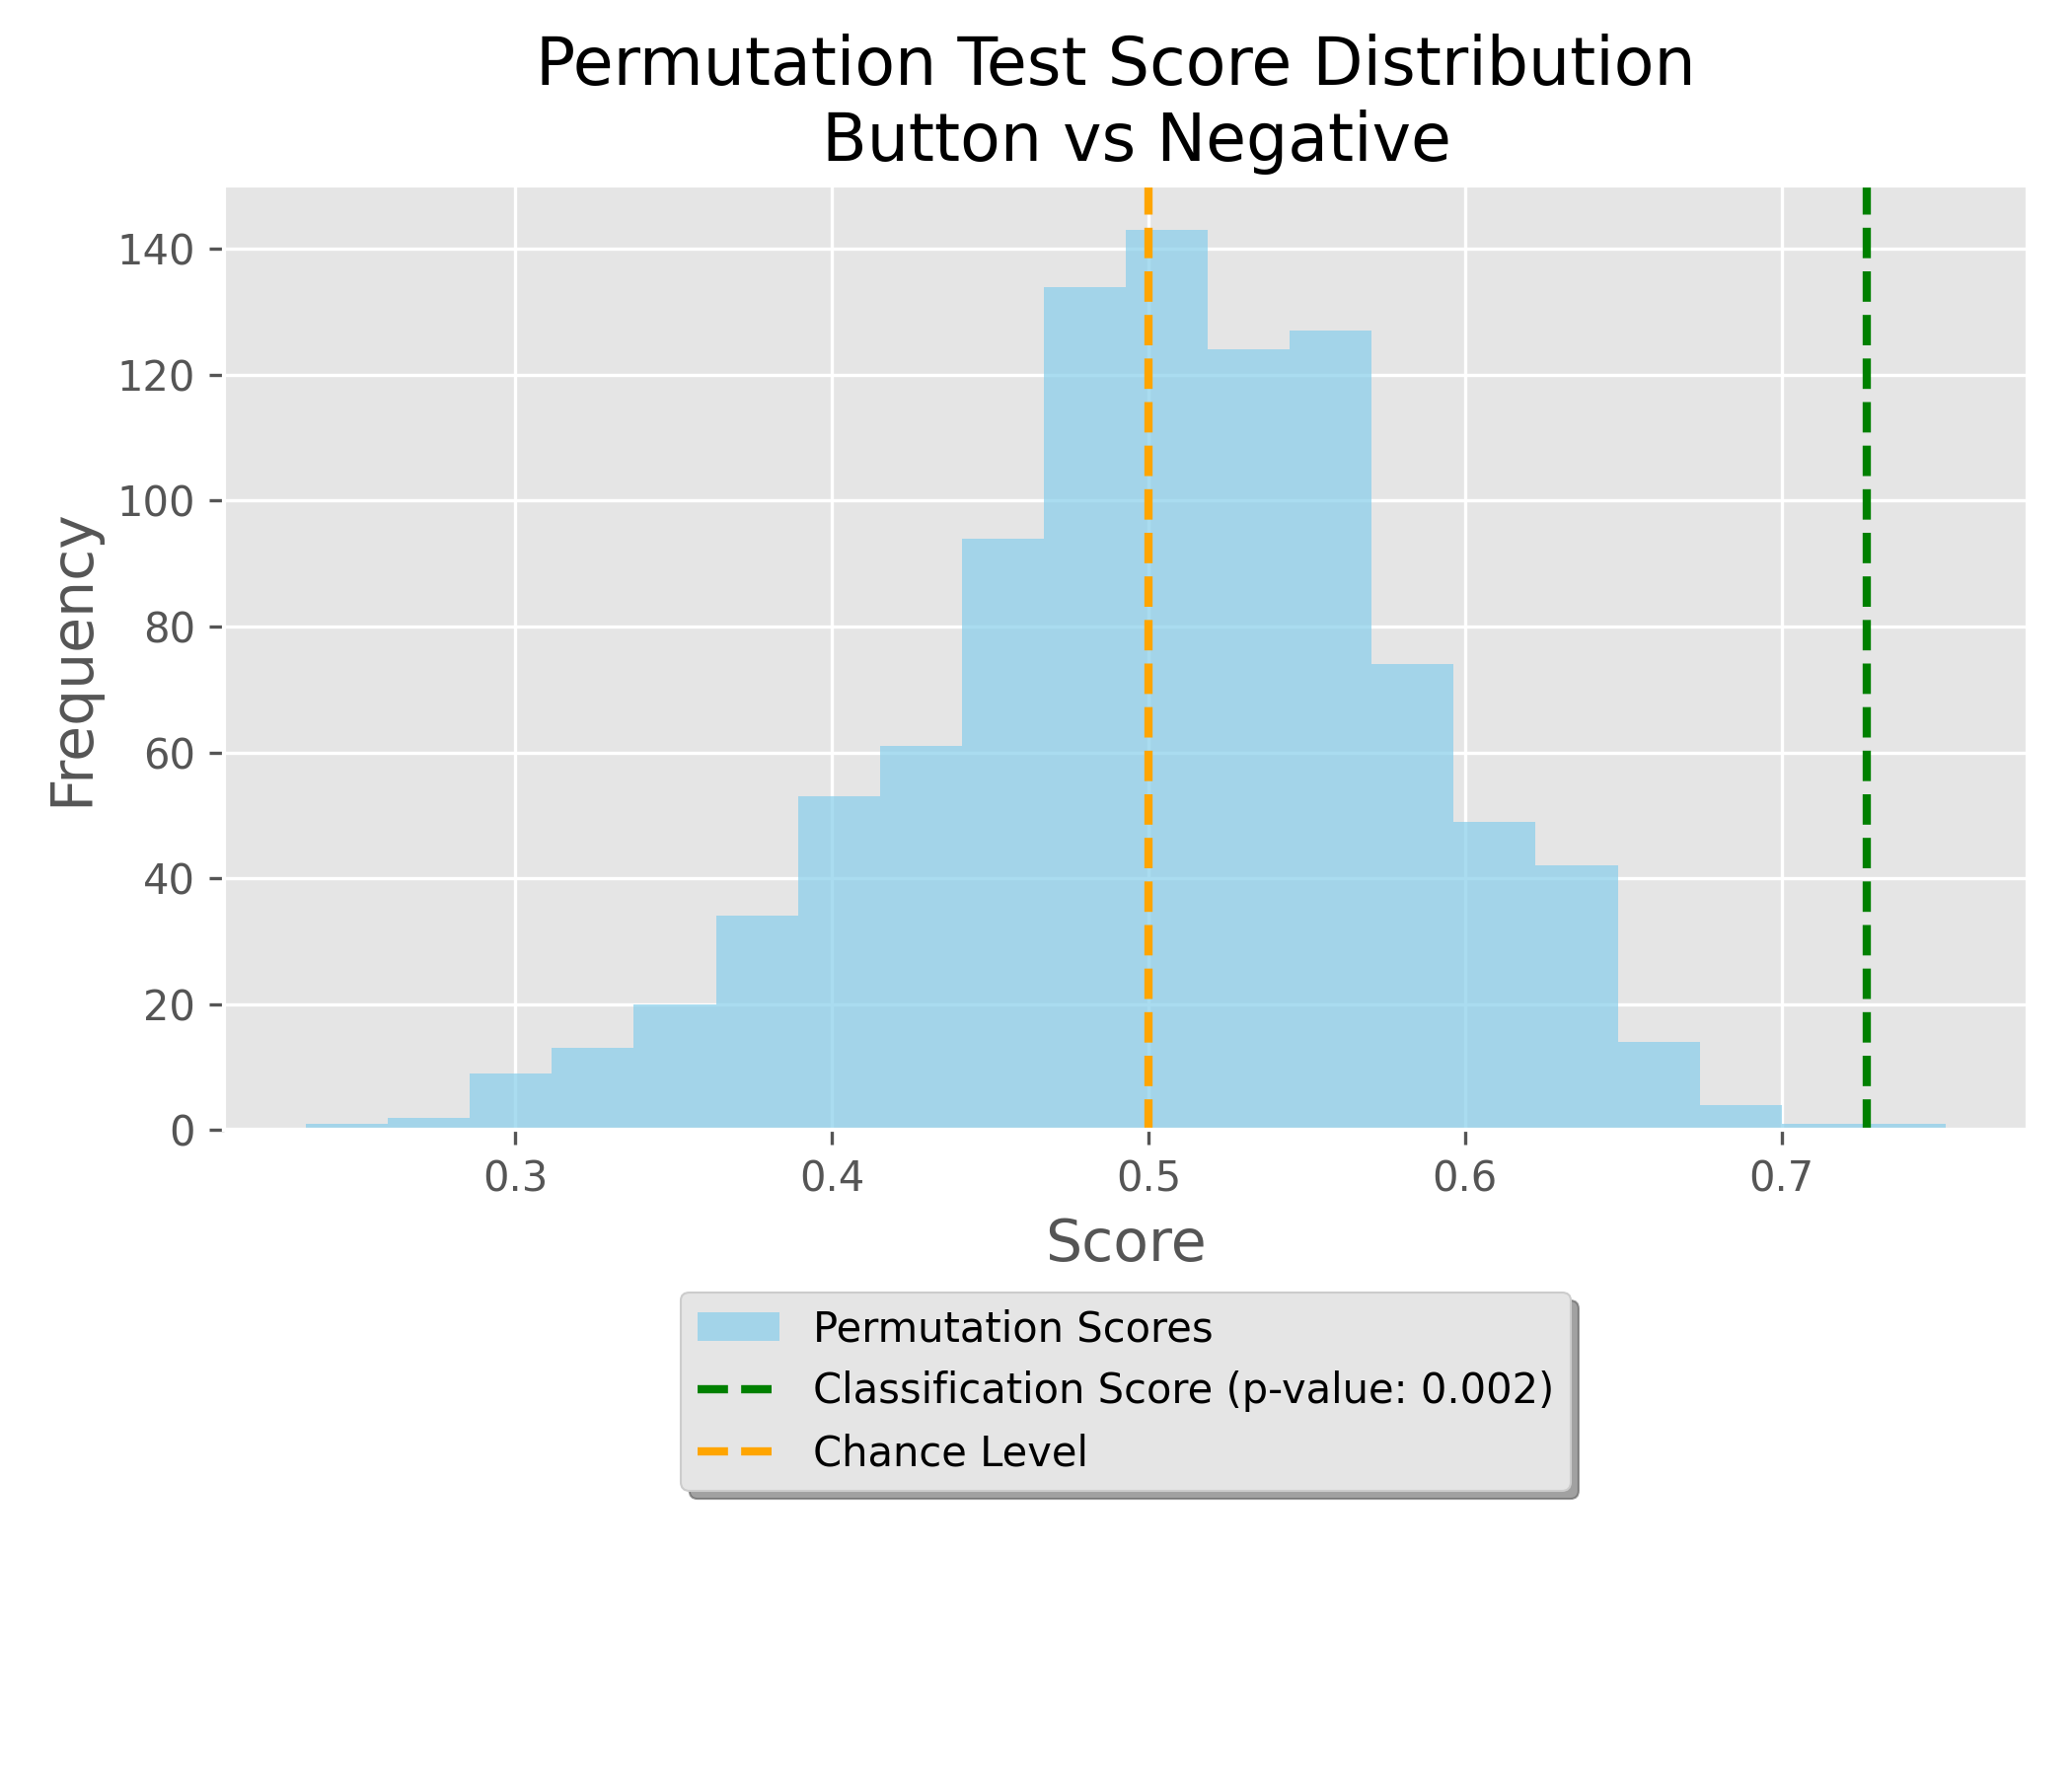 Permutation Test Score Distribution
Button vs Negative
Frequency
140
120
100
80
60
40
20
0
0.3 0.4 0.5 0.6 0.7
Score
Permutation Scores
Classification Score (p-value: 0.002)
Chance Level